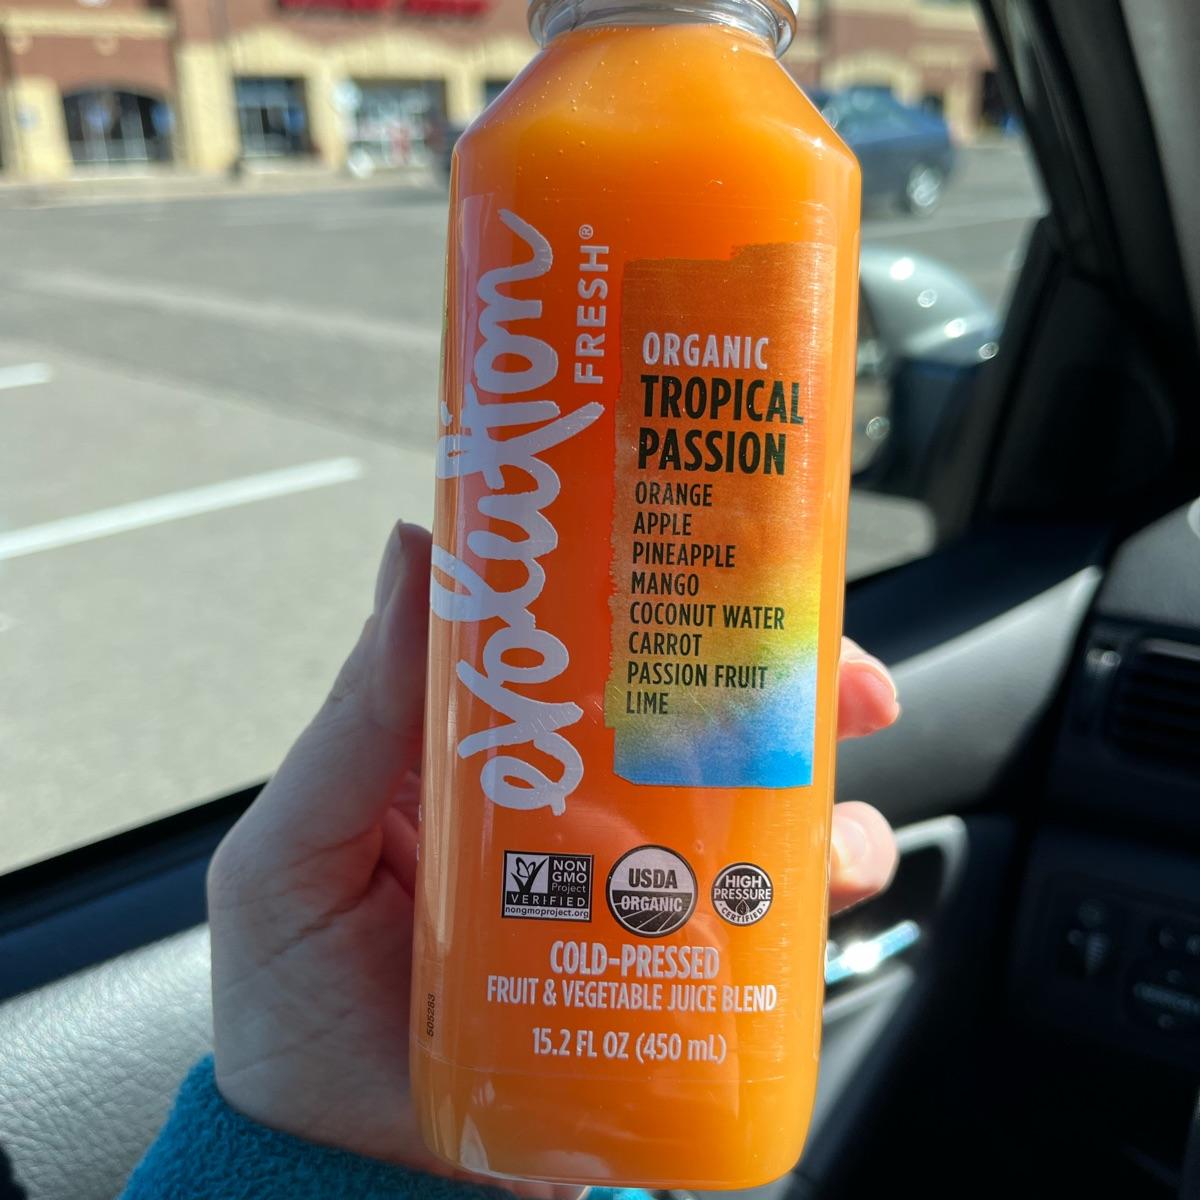 evolution
FRESH®
ORGANIC
TROPICAL
PASSION
ORANGE
APPLE
PINEAPPLE
MANGO
COCONUT WATER
CARROT
PASSION FRUIT
LIME
NON
GMO
Project
VERIFIED
nongmoproject.org
USDA
ORGANIC
HIGH
PRESSURE
CERTIFIED
COLD-PRESSED
FRUIT & VEGETABLE JUICE BLEND
15.2 FL OZ (450 mL)
505283